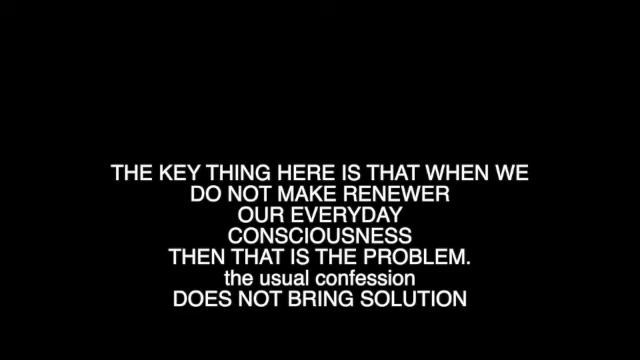 THE KEY THING HERE IS THAT WHEN WE
DO NOT MAKE RENEWER
OUR EVERYDAY
CONSCIOUSNESS
THEN THAT IS THE PROBLEM.
the usual confession
DOES NOT BRING SOLUTION